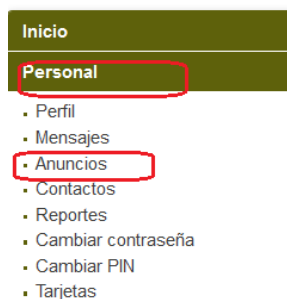 Inicio
Personal
Perfil
Mensajes
Anuncios
Contactos
Reportes
Cambiar contraseña
Cambiar PIN
Tarjetas